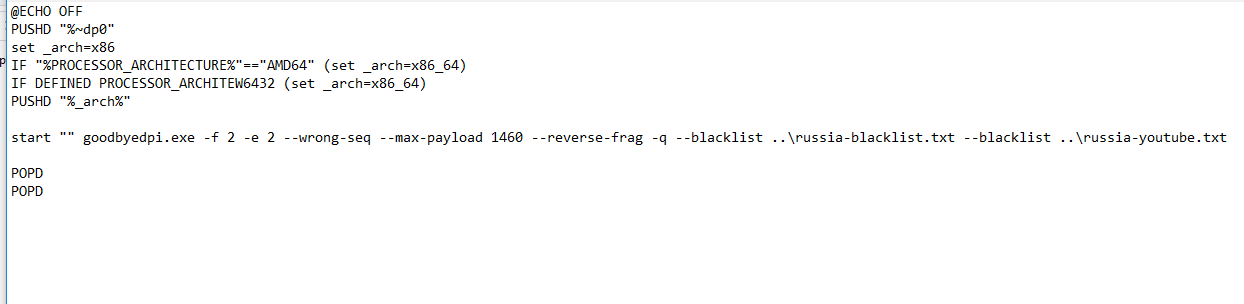 @ECHO OFF
PUSHD "%~dp0"
set _arch=x86
IF "%PROCESSOR_ARCHITECTURE%"=="AMD64" (set _arch=x86_64)
IF DEFINED PROCESSOR_ARCHITEW6432 (set _arch=x86_64)
PUSHD "%_arch%"
start "" goodbyedpi.exe -f 2 -e 2 --wrong-seq --max-payload 1460 --reverse-frag -q --blacklist ..\russia-blacklist.txt --blacklist ..\russia-youtube.txt
POPD
POPD